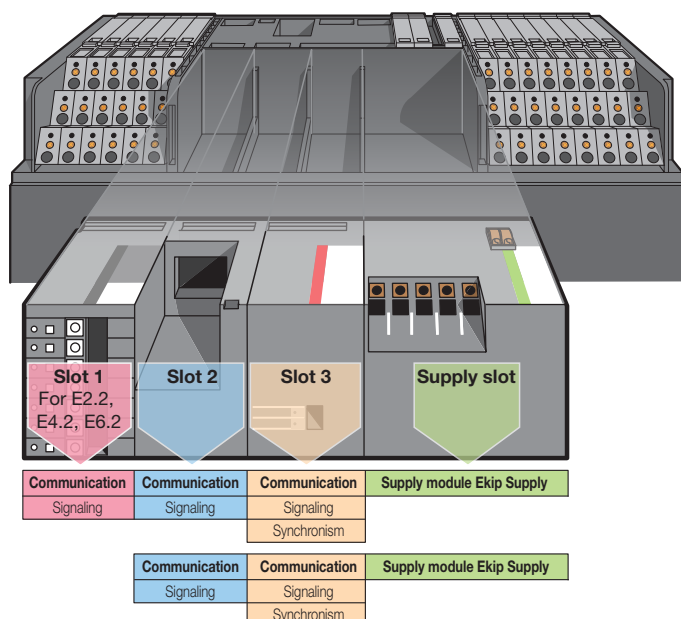 Slot 1
For E2.2,
E4.2, E6.2
Slot 2
Slot 3
Supply slot
Communication Communication Communication Supply module Ekip Supply
Signaling Signaling Signaling
Synchronism
Communication Communication Supply module Ekip Supply
Signaling Signaling
Synchronism